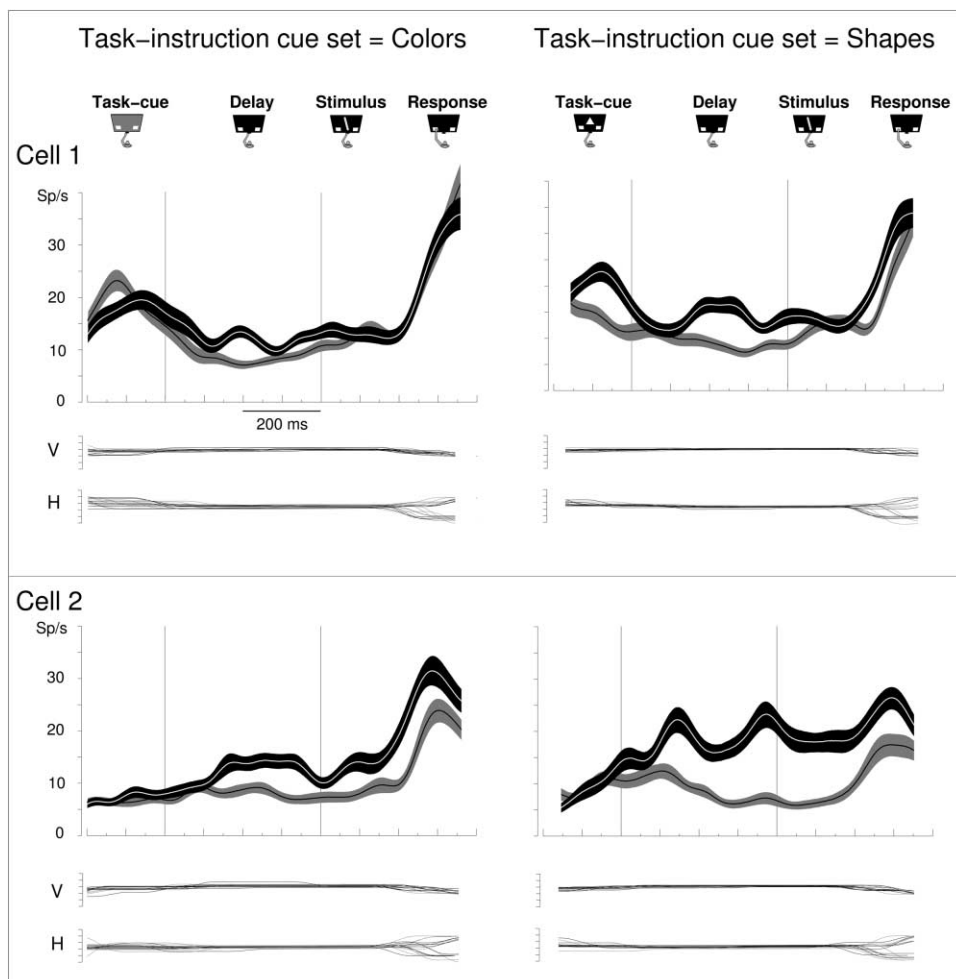 Task−instruction cue set = Colors
Task−instruction cue set = Shapes
Task−cue Delay Stimulus Response
Task−cue Delay Stimulus Response
Cell 1
Sp/s
30
20
10
0
200 ms
V
H
Cell 2
Sp/s
30
20
10
0
V
H